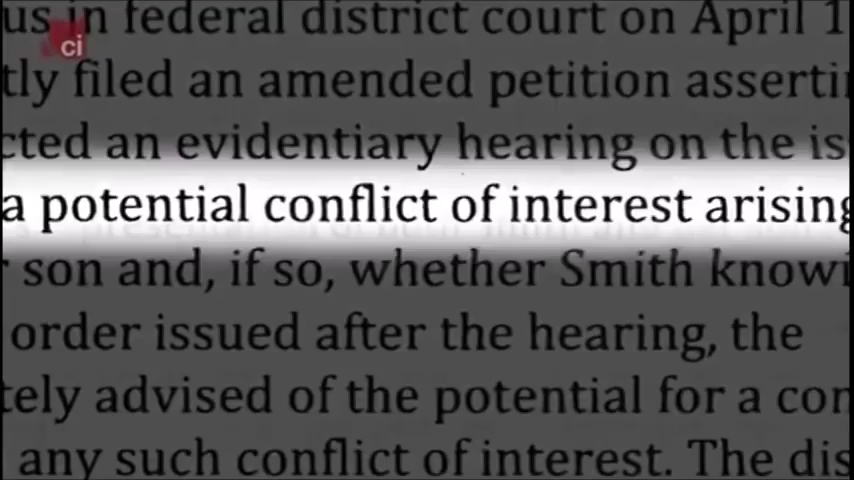 us in federal district court on April 1
ci
tly filed an amended petition asserti
cted an evidentiary hearing on the is
a potential conflict of interest arising
son and, if so, whether Smith knowi
order issued after the hearing, the
tely advised of the potential for a con
any such conflict of interest. The dis